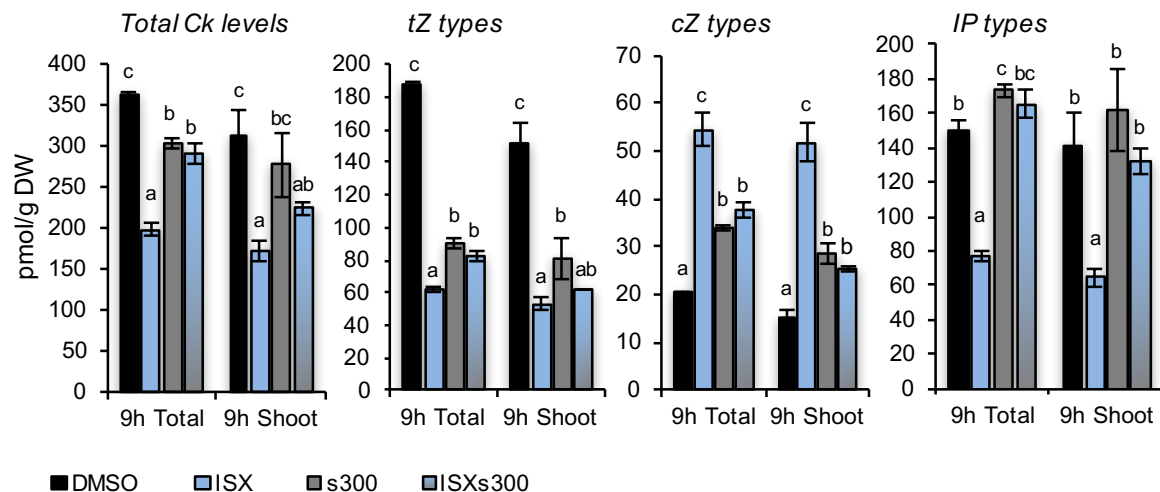 Total Ck levels tZ types cZ types IP types
pmol/g DW
400
350
300
250
200
150
100
50
0
c
a
b
b
c
a
bc
ab
9h Total 9h Shoot
200
180
160
140
120
100
80
60
40
20
0
c
a
b
b
c
a
b
ab
9h Total 9h Shoot
70
60
50
40
30
20
10
0
a
c
b
b
a
c
b
b
9h Total 9h Shoot
180
160
140
120
100
80
60
40
20
0
b
a
c
bc
b
a
b
b
9h Total 9h Shoot
DMSO ISX s300 ISXs300